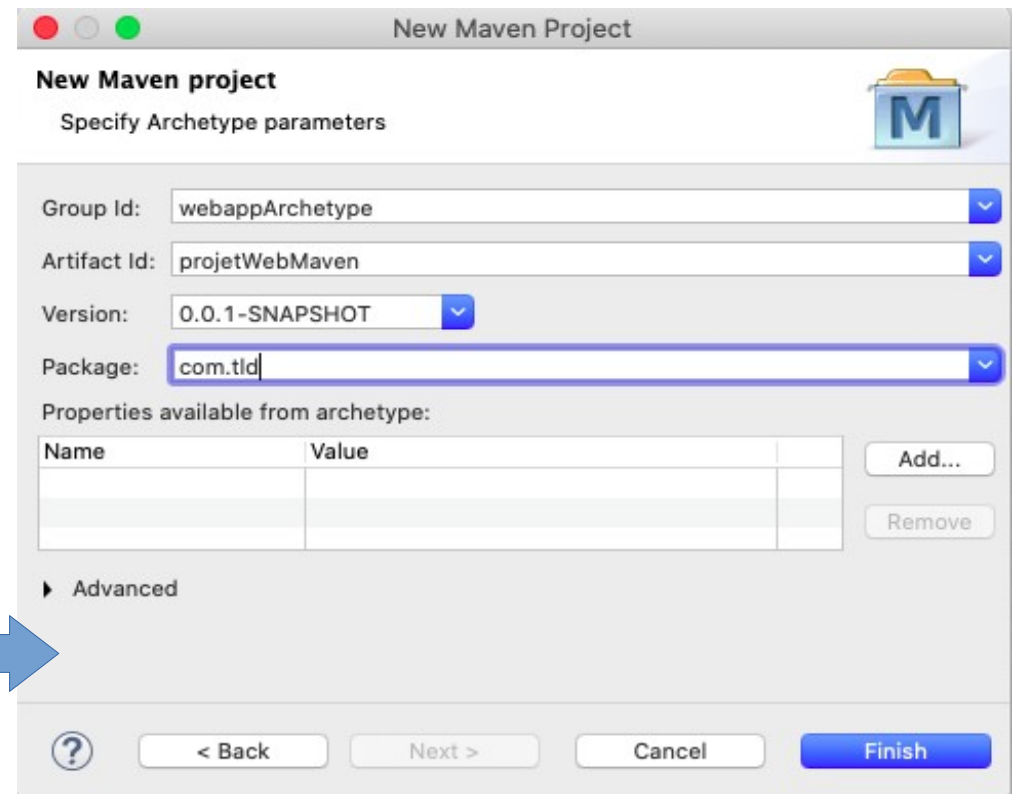 New Maven Project
New Maven project
Specify Archetype parameters
M
Group Id: webappArchetype
Artifact Id: projetWebMaven
Version: 0.0.1-SNAPSHOT
Package: com.tld
Properties available from archetype:
Name Value
Add...
Remove
Advanced
? < Back Next > Cancel Finish